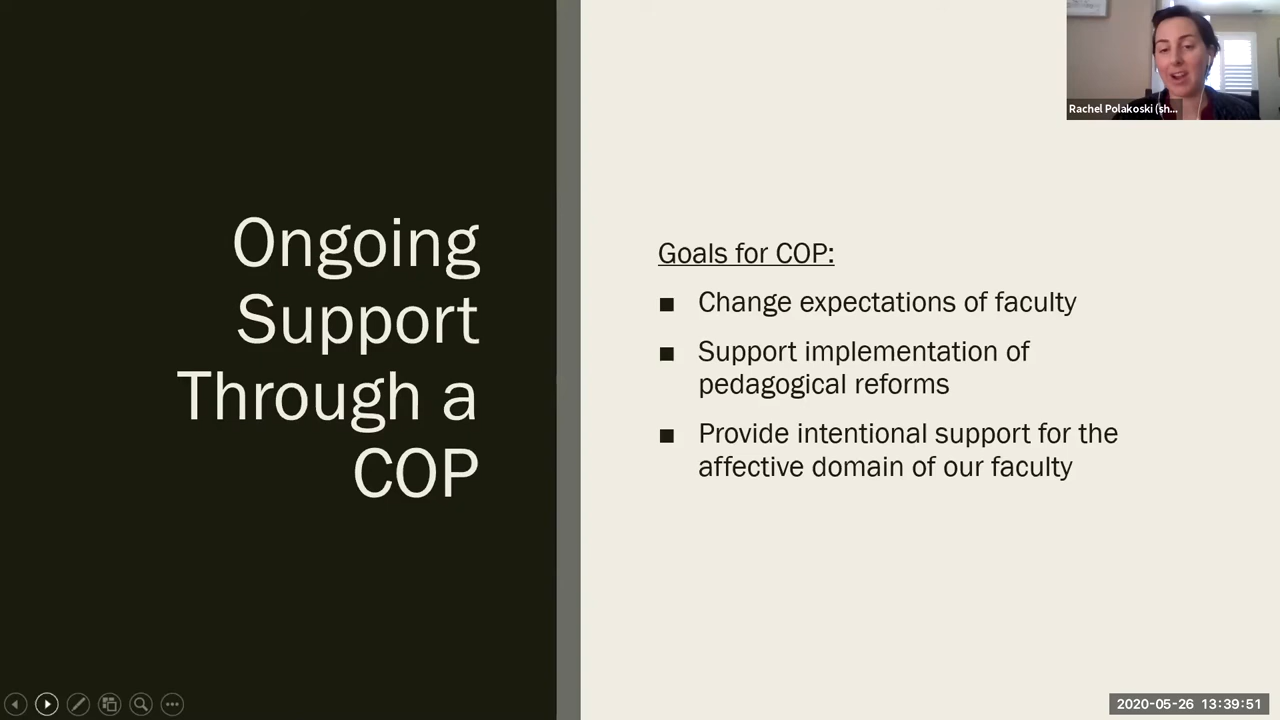 Ongoing
Support
Through a
COP
Goals for COP:
■ Change expectations of faculty
■ Support implementation of
pedagogical reforms
■ Provide intentional support for the
affective domain of our faculty
Rachel Polakoski (sh...
2020-05-26 13:39:51